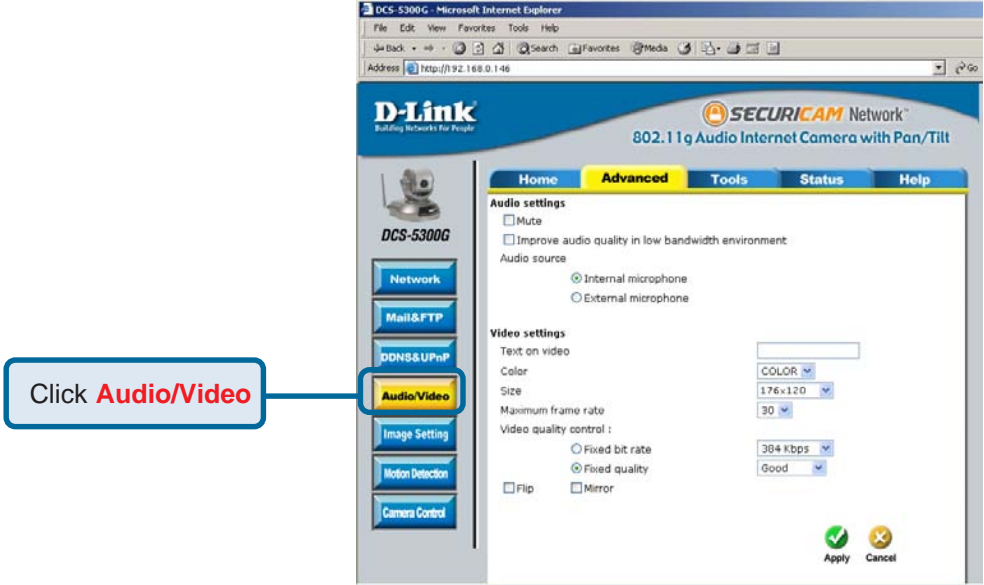 DCS-5300G - Microsoft Internet Explorer
File Edit View Favorites Tools Help
Back Search Favorites Media
Address http://192.168.0.146 Go
D-Link
Building Networks for People
SECURICAM Network™
802.11g Audio Internet Camera with Pan/Tilt
Home Advanced Tools Status Help
DCS-5300G
Network
Mail&FTP
DDNS&UPnP
Audio/Video
Image Setting
Motion Detection
Camera Control
Click Audio/Video
Audio settings
Mute
Improve audio quality in low bandwidth environment
Audio source
Internal microphone
External microphone
Video settings
Text on video
Color COLOR
Size 176x120
Maximum frame rate 30
Video quality control :
Fixed bit rate 384 Kbps
Fixed quality Good
Flip Mirror
Apply Cancel